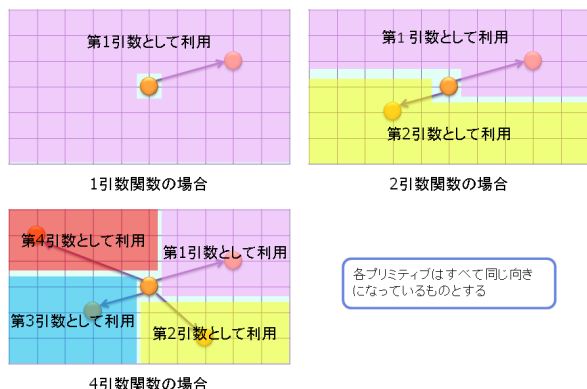 第1引数として利用
1引数関数の場合
第1引数として利用
第2引数として利用
2引数関数の場合
第4引数として利用
第1引数として利用
第3引数として利用
第2引数として利用
4引数関数の場合
各プリミティブはすべて同じ向き
になっているものとする